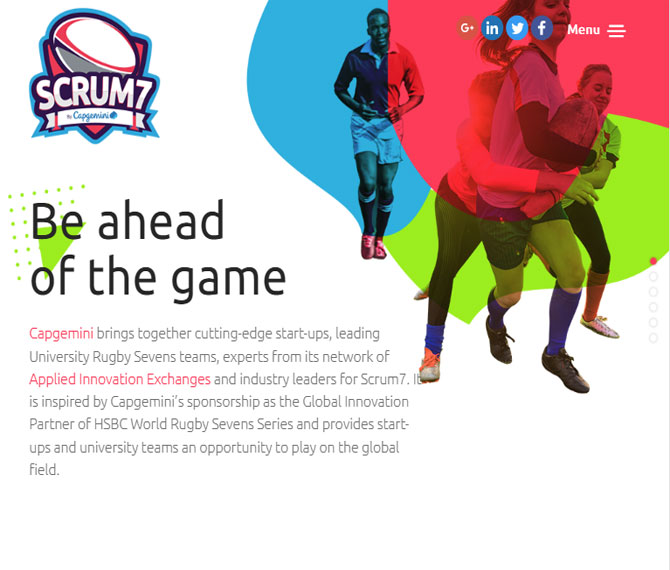 SCRUM7
By Capgemini
G+
in
f
Menu
Be ahead
of the game
Capgemini brings together cutting-edge start-ups, leading
University Rugby Sevens teams, experts from its network of
Applied Innovation Exchanges and industry leaders for Scrum7. It
is inspired by Capgemini’s sponsorship as the Global Innovation
Partner of HSBC World Rugby Sevens Series and provides start-
ups and university teams an opportunity to play on the global
field.